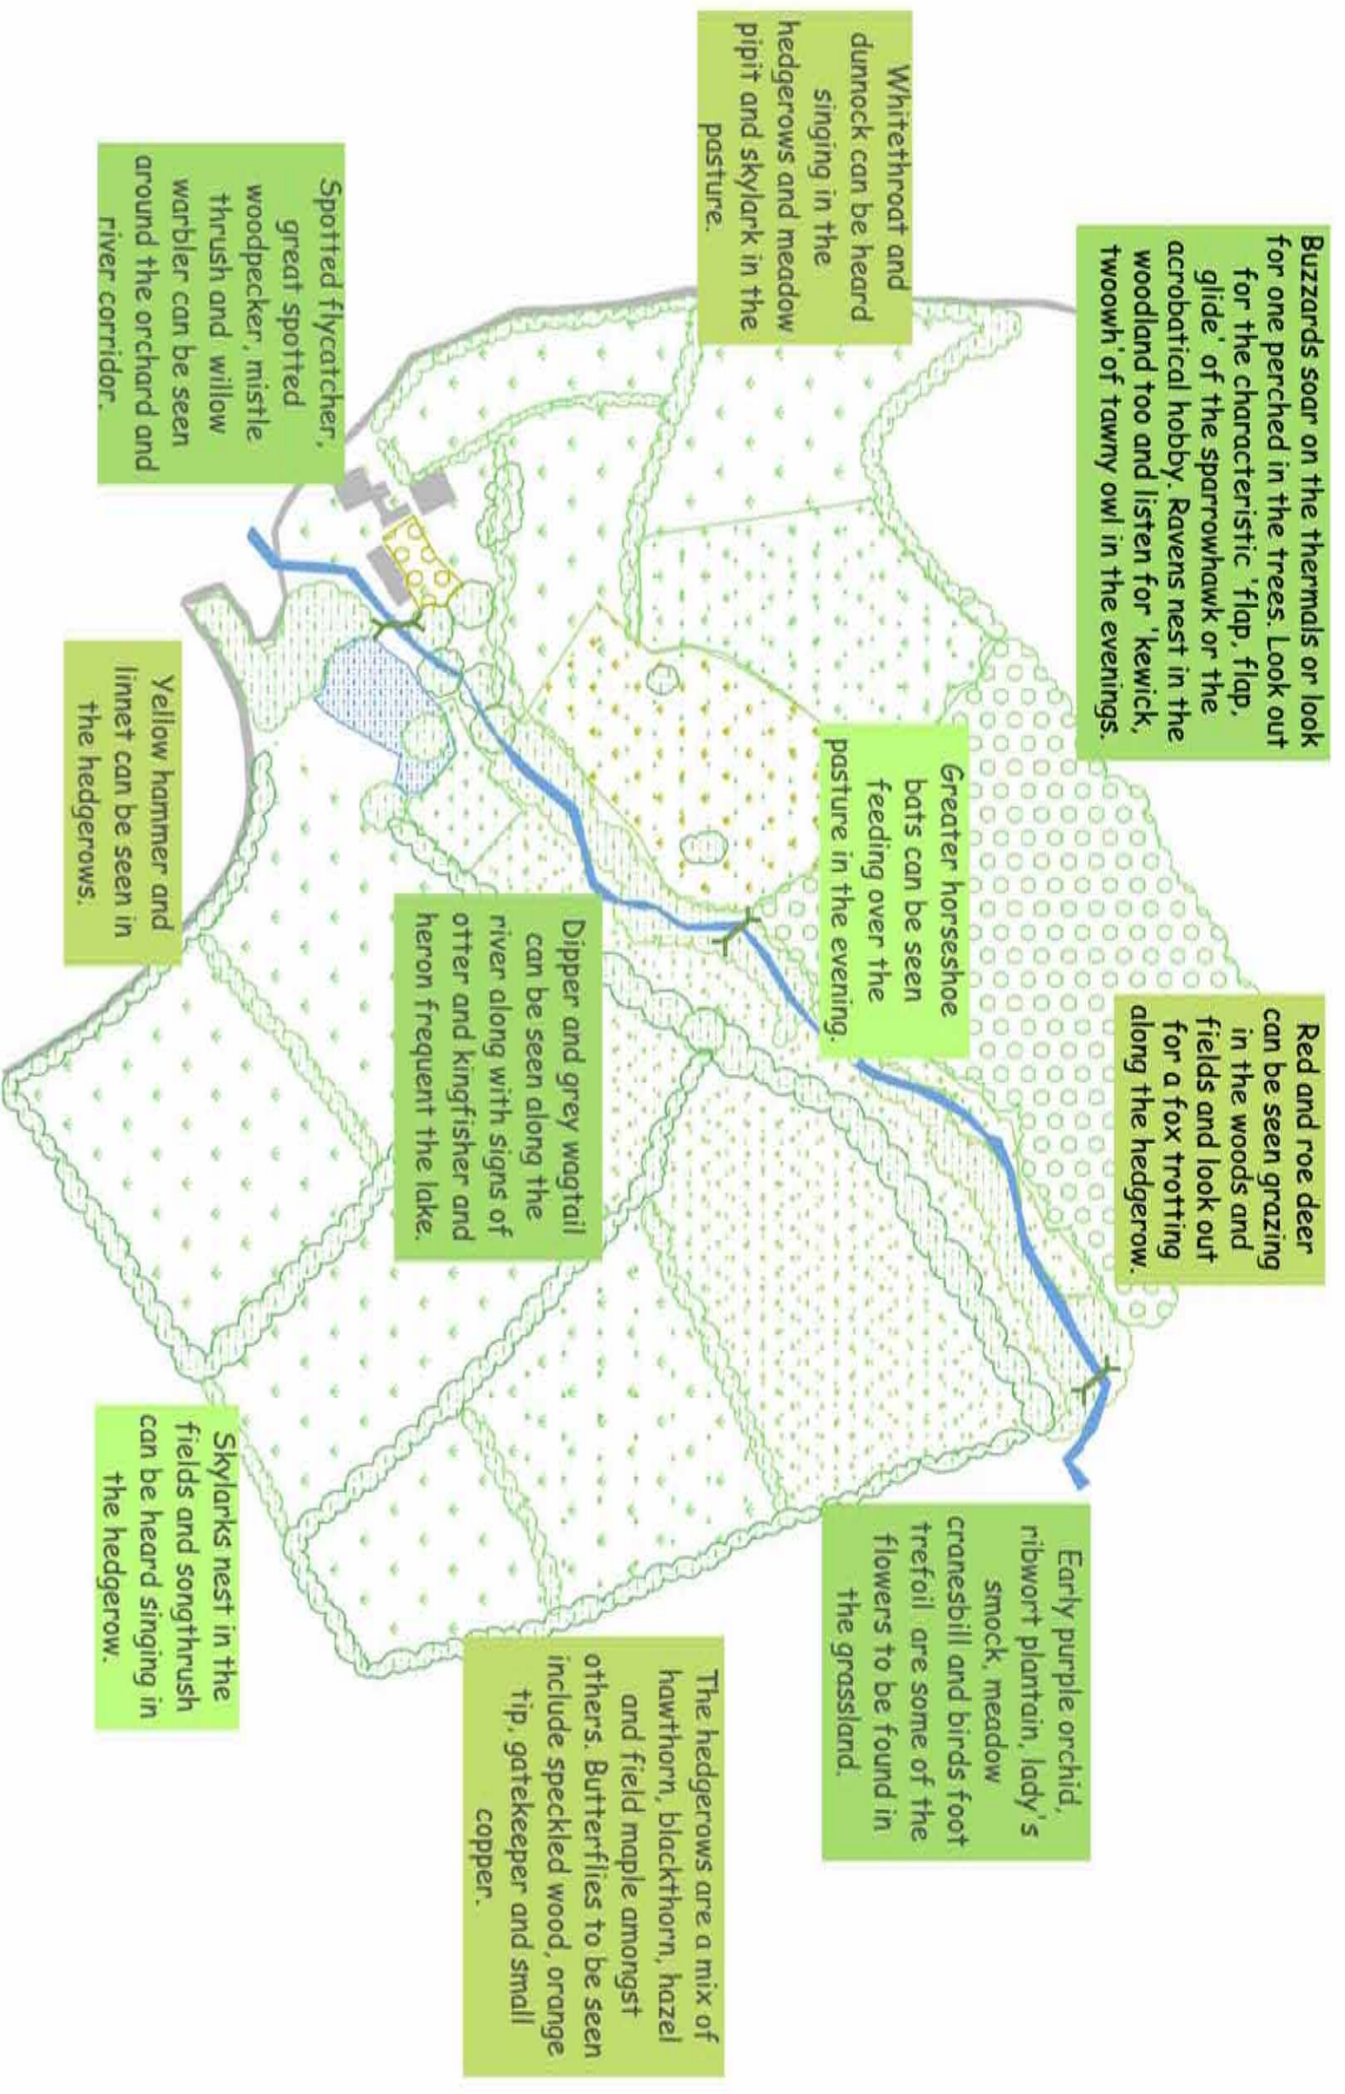 Buzzards soar on the thermals or look
for one perched in the trees. Look out
for the characteristic 'flap, flap,
glide' of the sparrowhawk or the
acrobatical hobby. Ravens nest in the
woodland too and listen for 'kewick,
twoowh' of tawny owl in the evenings.
Red and roe deer
can be seen grazing
in the woods and
fields and look out
for a fox trotting
along the hedgerow.
Early purple orchid,
ribwort plantain, lady's
smock, meadow
cranesbill and birds foot
trefoil are some of the
flowers to be found in
the grassland.
Greater horseshoe
bats can be seen
feeding over the
pasture in the evening.
Whitethroat and
dunnock can be heard
singing in the
hedgerows and meadow
pipit and skylark in the
pasture.
The hedgerows are a mix of
hawthorn, blackthorn, hazel
and field maple amongst
others. Butterflies to be seen
include speckled wood, orange
tip, gatekeeper and small
copper.
Dipper and grey wagtail
can be seen along the
river along with signs of
otter and kingfisher and
heron frequent the lake.
Spotted flycatcher,
great spotted
woodpecker, mistle
thrush and willow
warbler can be seen
around the orchard and
river corridor.
Skylarks nest in the
fields and songthrush
can be heard singing in
the hedgerow.
Yellow hammer and
linnet can be seen in
the hedgerows.